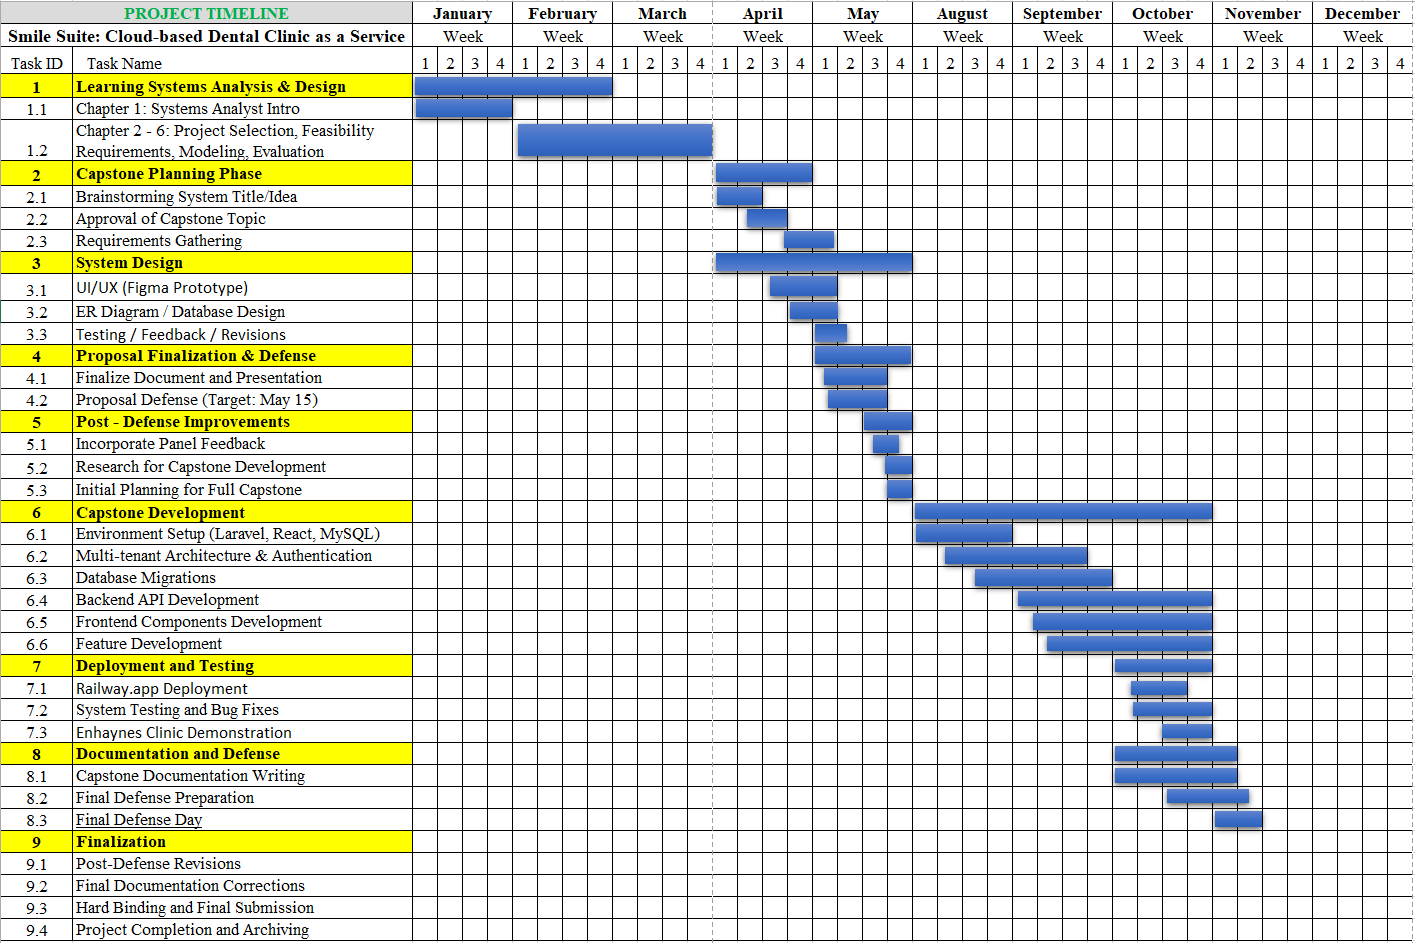 PROJECT TIMELINE January February March April May August September October November December
Smile Suite: Cloud-based Dental Clinic as a Service Week Week Week Week Week Week Week Week Week Week
Task ID Task Name 1 2 3 4 1 2 3 4 1 2 3 4 1 2 3 4 1 2 3 4 1 2 3 4 1 2 3 4 1 2 3 4 1 2 3 4 1 2 3 4
1 Learning Systems Analysis & Design
1.1 Chapter 1: Systems Analyst Intro
Chapter 2 - 6: Project Selection, Feasibility
1.2 Requirements, Modeling, Evaluation
2 Capstone Planning Phase
2.1 Brainstorming System Title/Idea
2.2 Approval of Capstone Topic
2.3 Requirements Gathering
3 System Design
3.1 UI/UX (Figma Prototype)
3.2 ER Diagram / Database Design
3.3 Testing / Feedback / Revisions
4 Proposal Finalization & Defense
4.1 Finalize Document and Presentation
4.2 Proposal Defense (Target: May 15)
5 Post - Defense Improvements
5.1 Incorporate Panel Feedback
5.2 Research for Capstone Development
5.3 Initial Planning for Full Capstone
6 Capstone Development
6.1 Environment Setup (Laravel, React, MySQL)
6.2 Multi-tenant Architecture & Authentication
6.3 Database Migrations
6.4 Backend API Development
6.5 Frontend Components Development
6.6 Feature Development
7 Deployment and Testing
7.1 Railway.app Deployment
7.2 System Testing and Bug Fixes
7.3 Enhaynes Clinic Demonstration
8 Documentation and Defense
8.1 Capstone Documentation Writing
8.2 Final Defense Preparation
8.3 Final Defense Day
9 Finalization
9.1 Post-Defense Revisions
9.2 Final Documentation Corrections
9.3 Hard Binding and Final Submission
9.4 Project Completion and Archiving